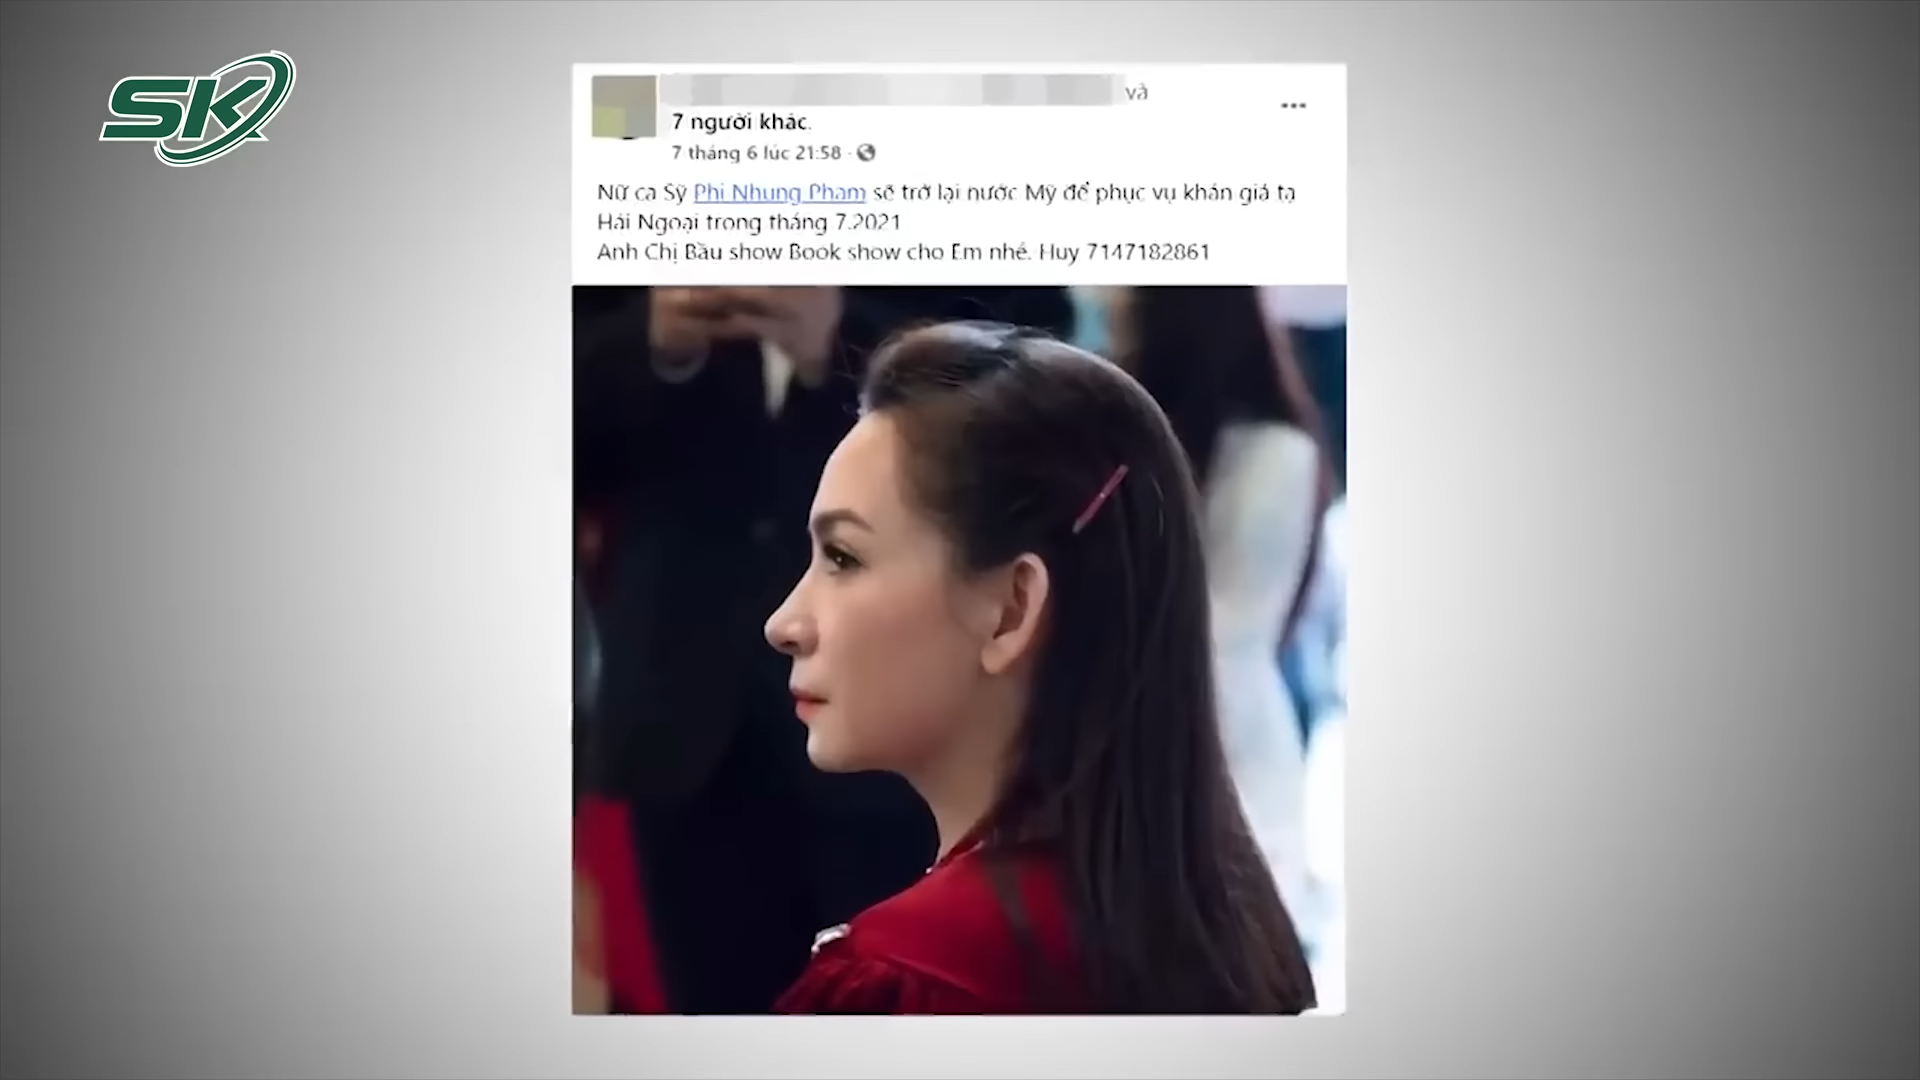 SK
và
7 người khác.
7 tháng 6 lúc 21:58 ·
Nữ ca Sỹ Phi Nhung Pham sẽ trở lại nước Mỹ để phục vụ khán giả tạ
Hải Ngoại trong tháng 7.2021
Anh Chị Bầu show Book show cho Em nhé. Huy 7147182861